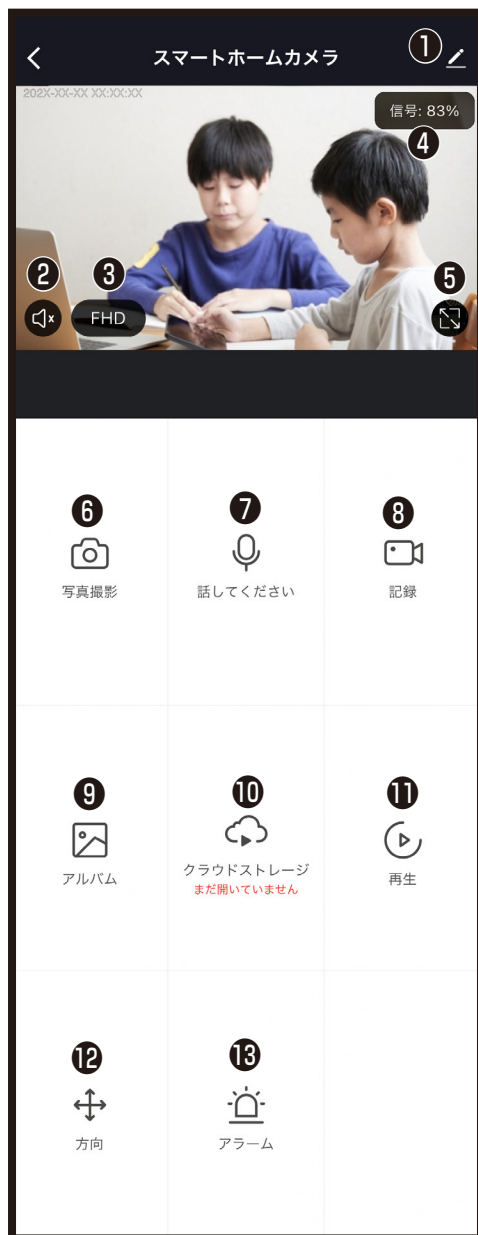 スマートホームカメラ
❶
202X-XX-XX XX:XX:XX
信号: 83%
❹
❷ ❸ ❺
FHD
❻ ❼ ❽
写真撮影 話してください 記録
❾ ❿ ⓫
アルバム クラウドストレージ 再生
まだ開いていません
⓬ ⓭
方向 アラーム